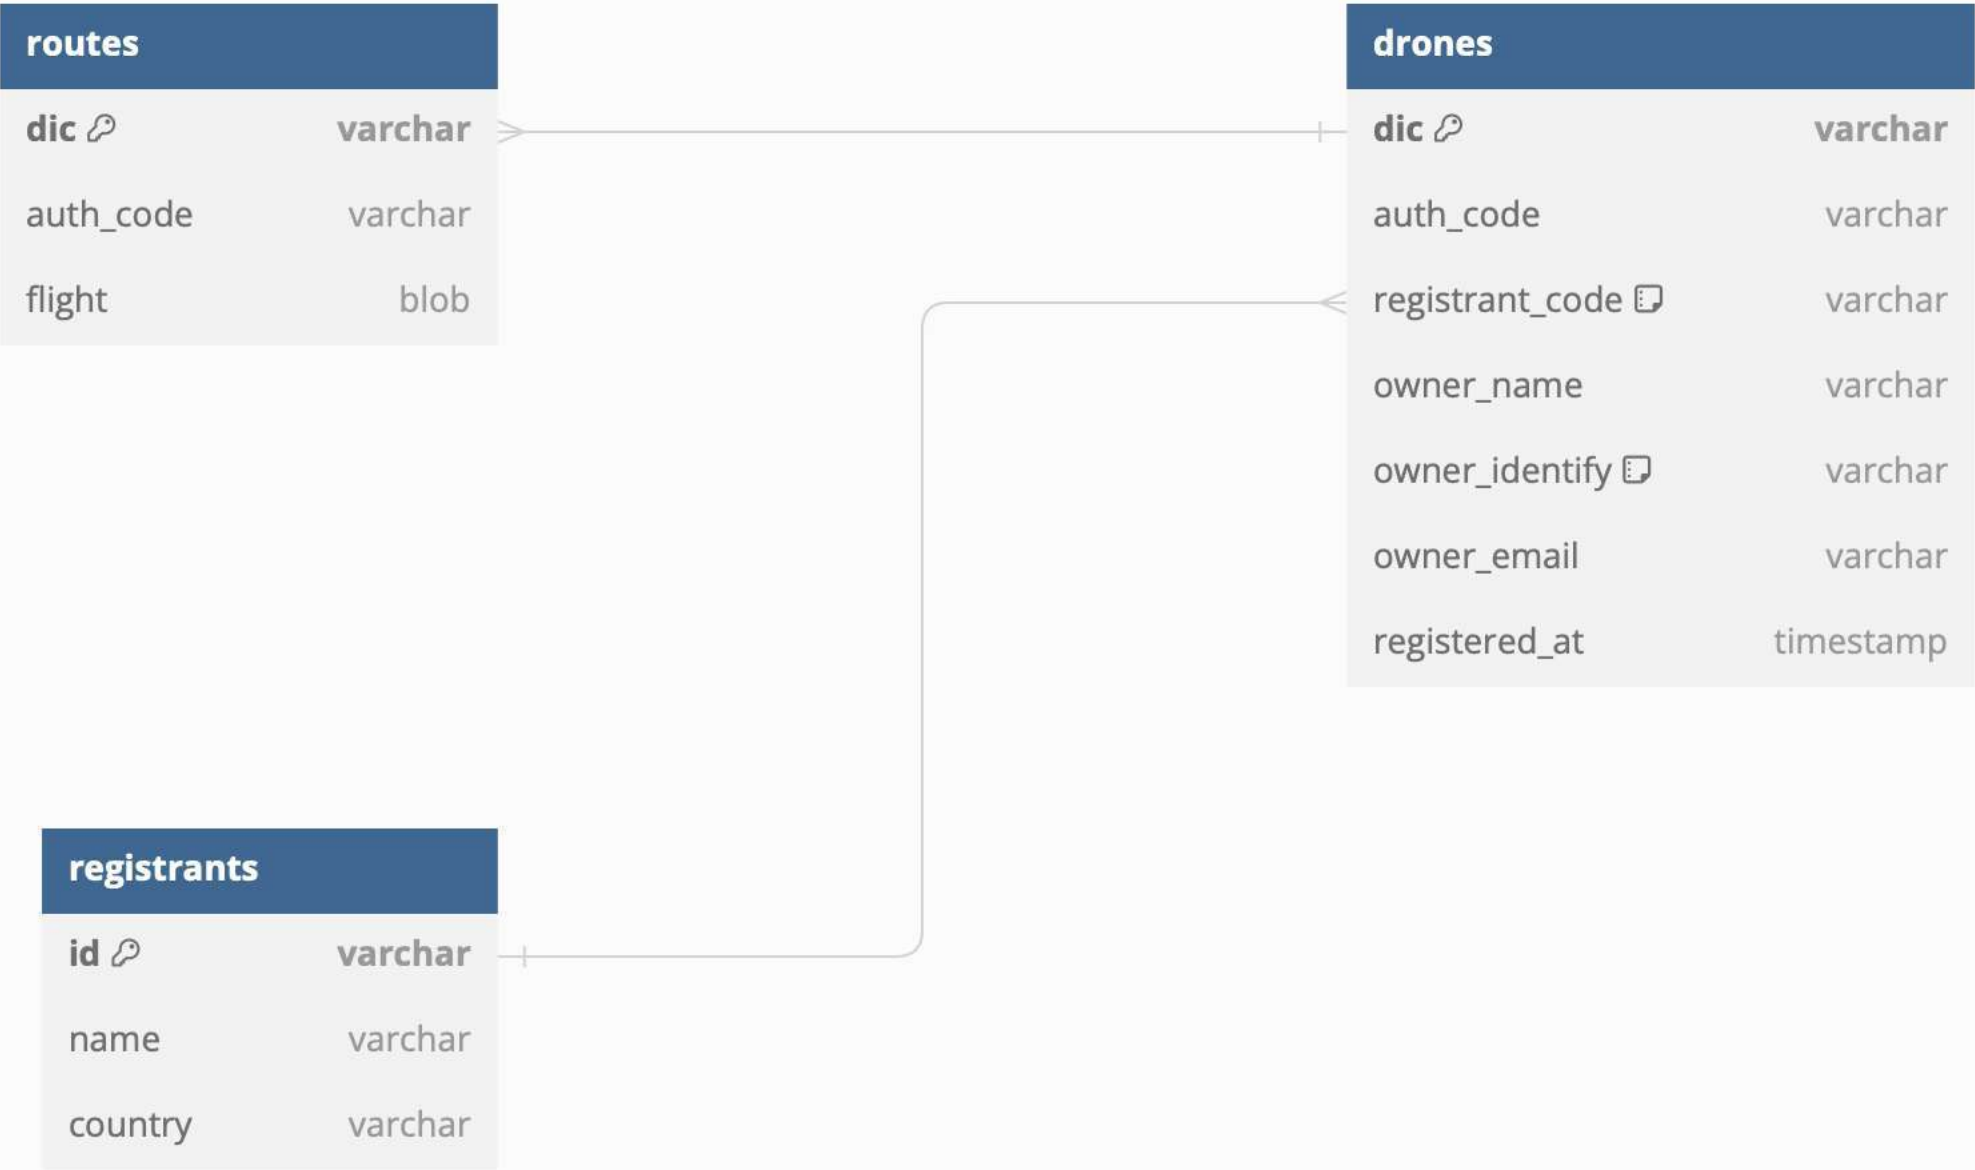 routes
dic varchar
auth_code varchar
flight blob
drones
dic varchar
auth_code varchar
registrant_code varchar
owner_name varchar
owner_identify varchar
owner_email varchar
registered_at timestamp
registrants
id varchar
name varchar
country varchar